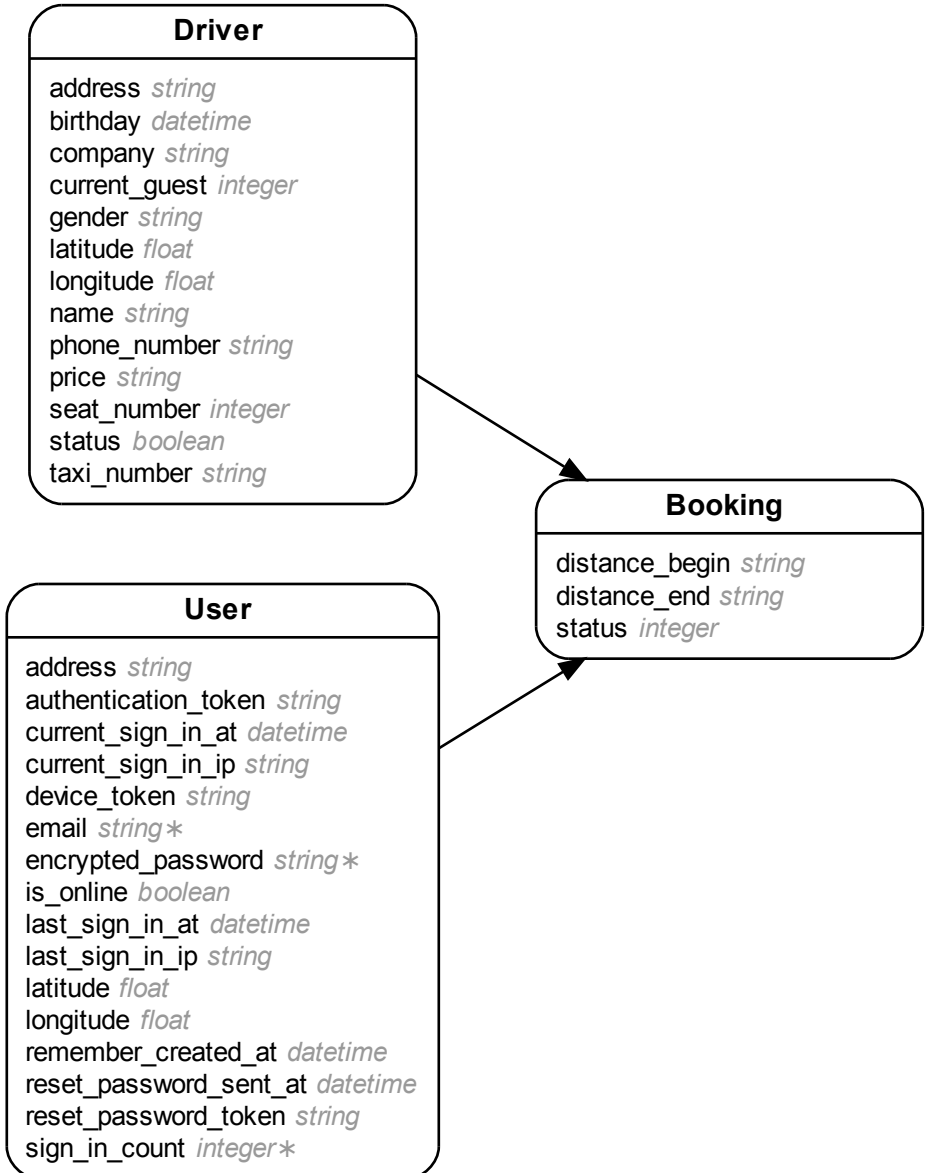 Driver
address string
birthday datetime
company string
current_guest integer
gender string
latitude float
longitude float
name string
phone_number string
price string
seat_number integer
status boolean
taxi_number string
Booking
distance_begin string
distance_end string
status integer
User
address string
authentication_token string
current_sign_in_at datetime
current_sign_in_ip string
device_token string
email string∗
encrypted_password string∗
is_online boolean
last_sign_in_at datetime
last_sign_in_ip string
latitude float
longitude float
remember_created_at datetime
reset_password_sent_at datetime
reset_password_token string
sign_in_count integer∗